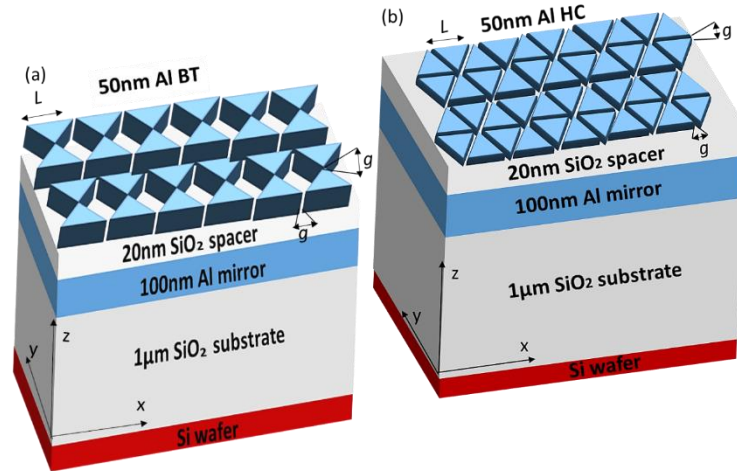 (a)
50nm Al BT
L
g
g
20nm SiO₂ spacer
100nm Al mirror
1µm SiO₂ substrate
z
y
x
Si wafer
(b)
50nm Al HC
L
g
g
20nm SiO₂ spacer
100nm Al mirror
1µm SiO₂ substrate
z
y
x
Si wafer